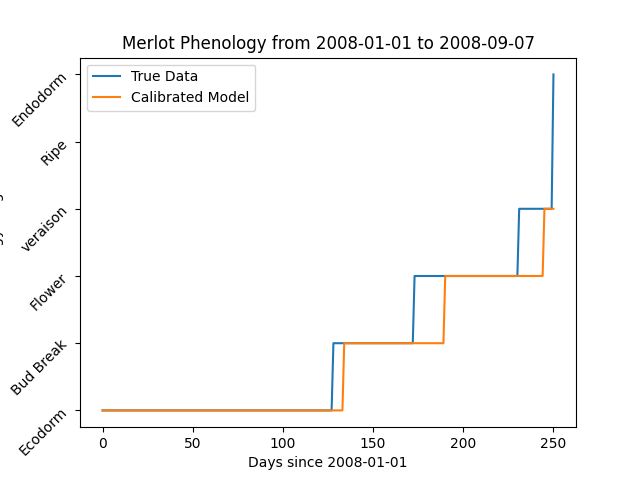 Merlot Phenology from 2008-01-01 to 2008-09-07
True Data
Calibrated Model
Endodorm
Ripe
veraison
Flower
Bud Break
Ecodorm
0 50 100 150 200 250
Days since 2008-01-01